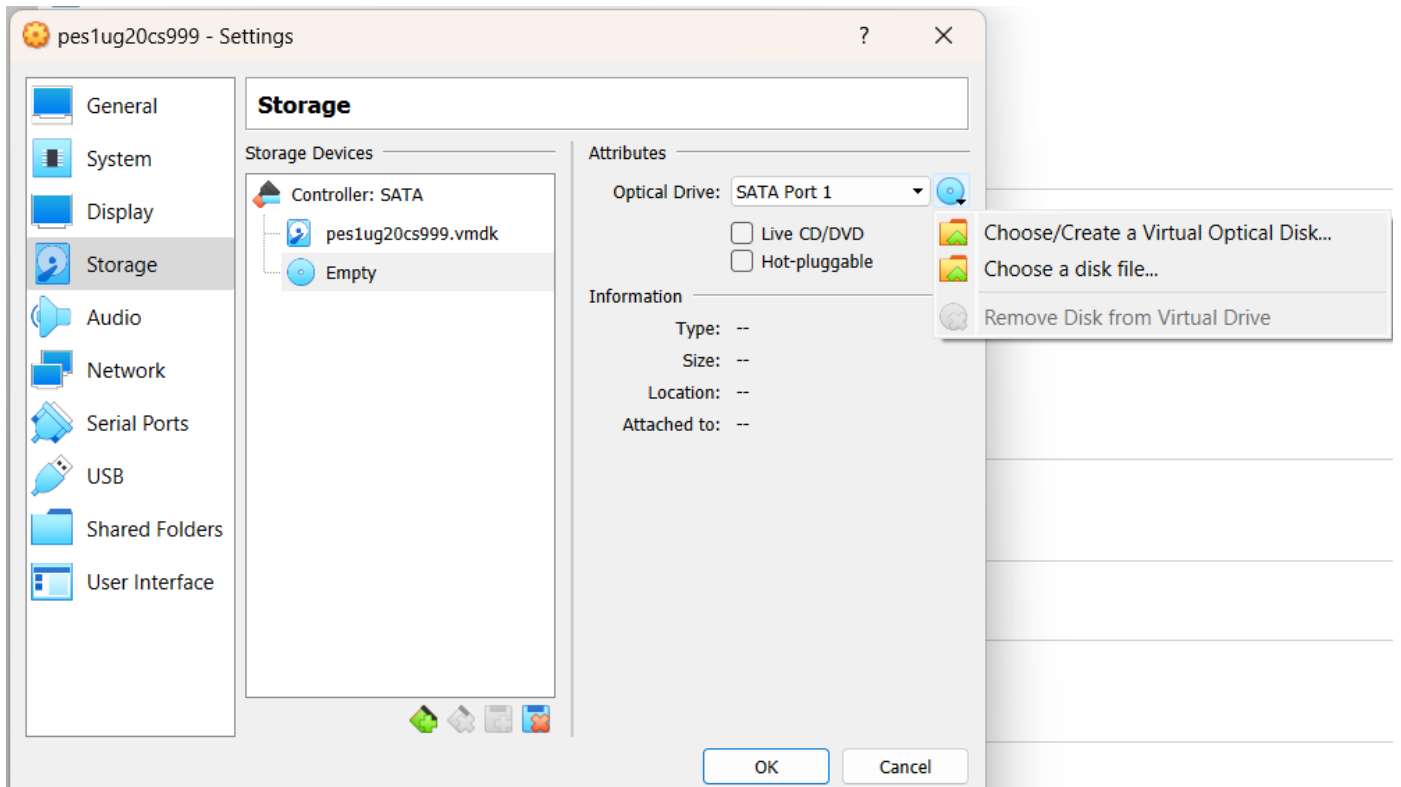 pes1ug20cs999 - Settings
?
General
System
Display
Storage
Audio
Network
Serial Ports
USB
Shared Folders
User Interface
Storage
Storage Devices
Controller: SATA
pes1ug20cs999.vmdk
Empty
Attributes
Optical Drive: SATA Port 1
Live CD/DVD
Hot-pluggable
Information
Type: --
Size: --
Location: --
Attached to: --
Choose/Create a Virtual Optical Disk...
Choose a disk file...
Remove Disk from Virtual Drive
OK
Cancel